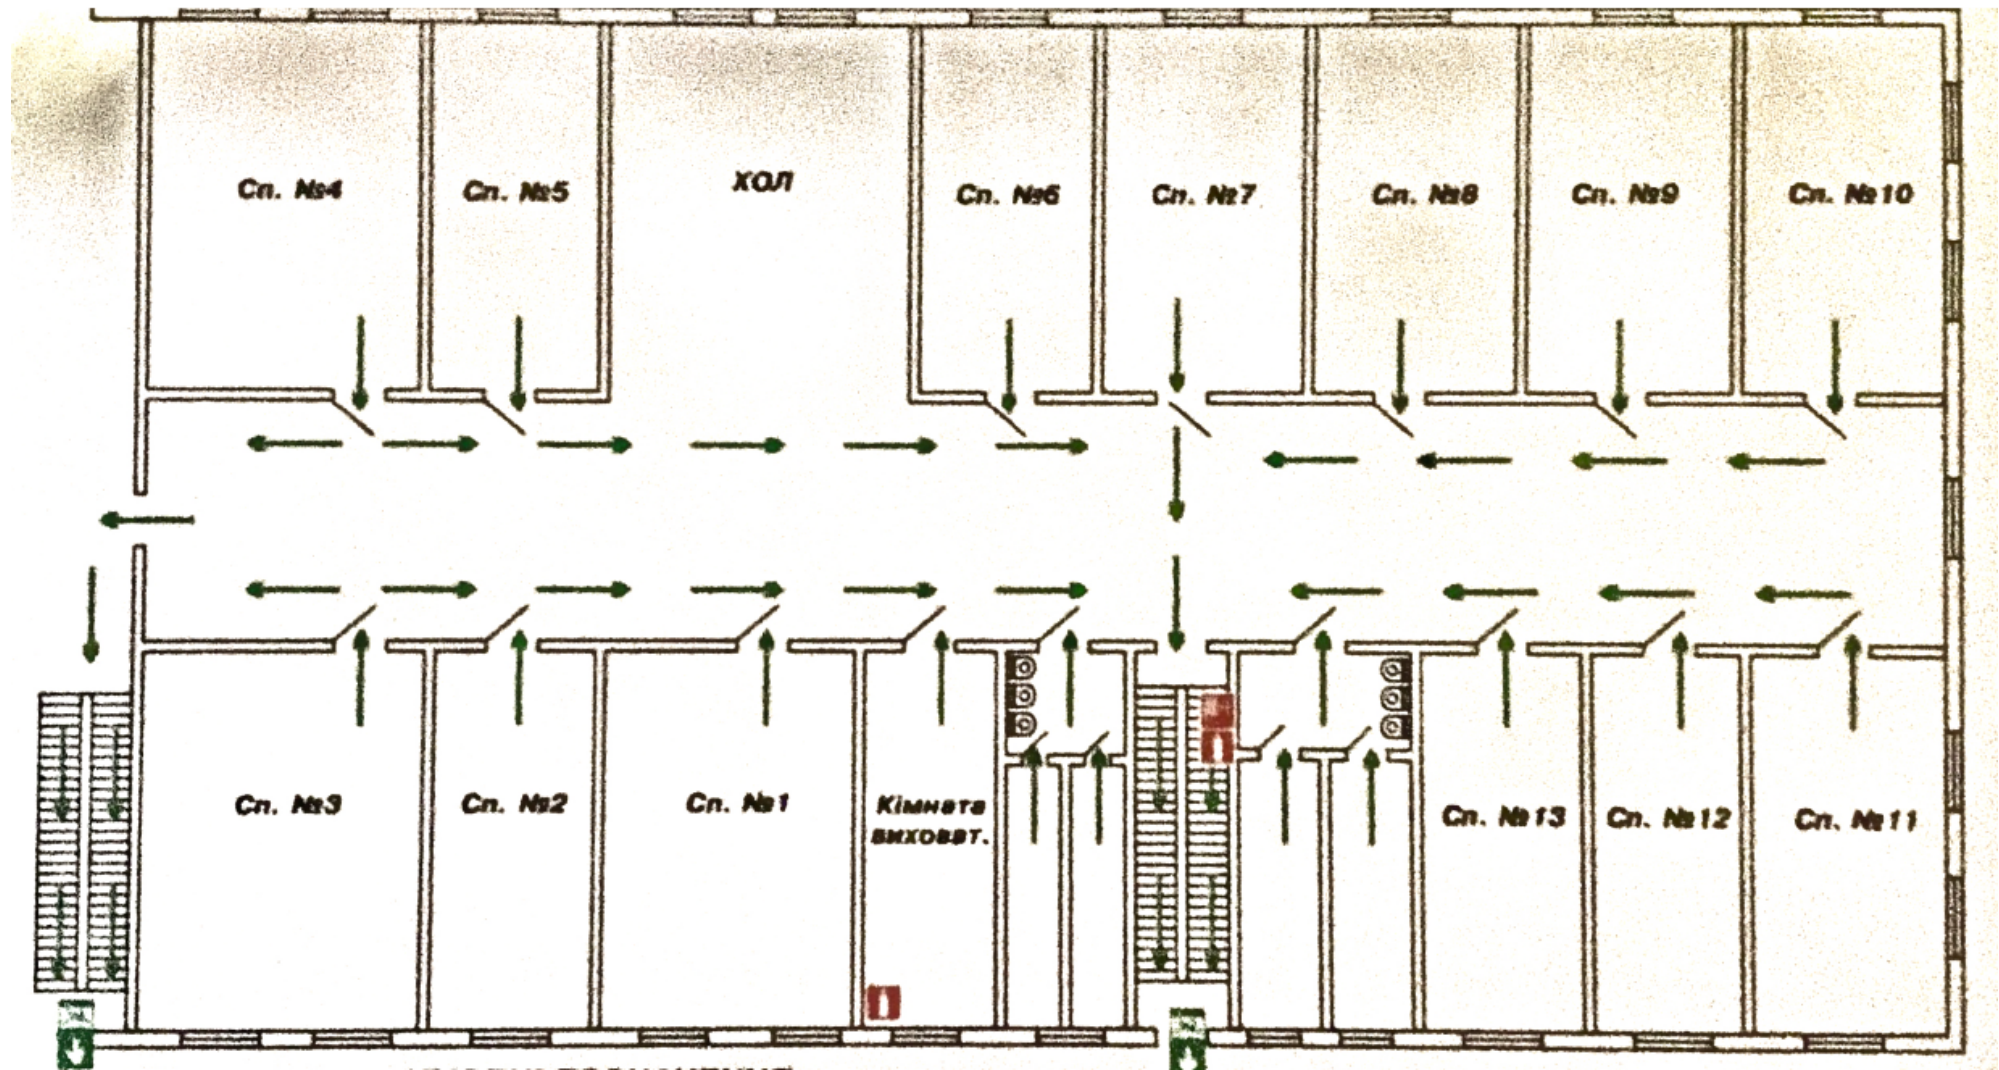 Сп. №4
Сп. №5
ХОЛ
Сп. №6
Сп. №7
Сп. №8
Сп. №9
Сп. №10
Сп. №3
Сп. №2
Сп. №1
Кімната
виховат.
Сп. №13
Сп. №12
Сп. №11